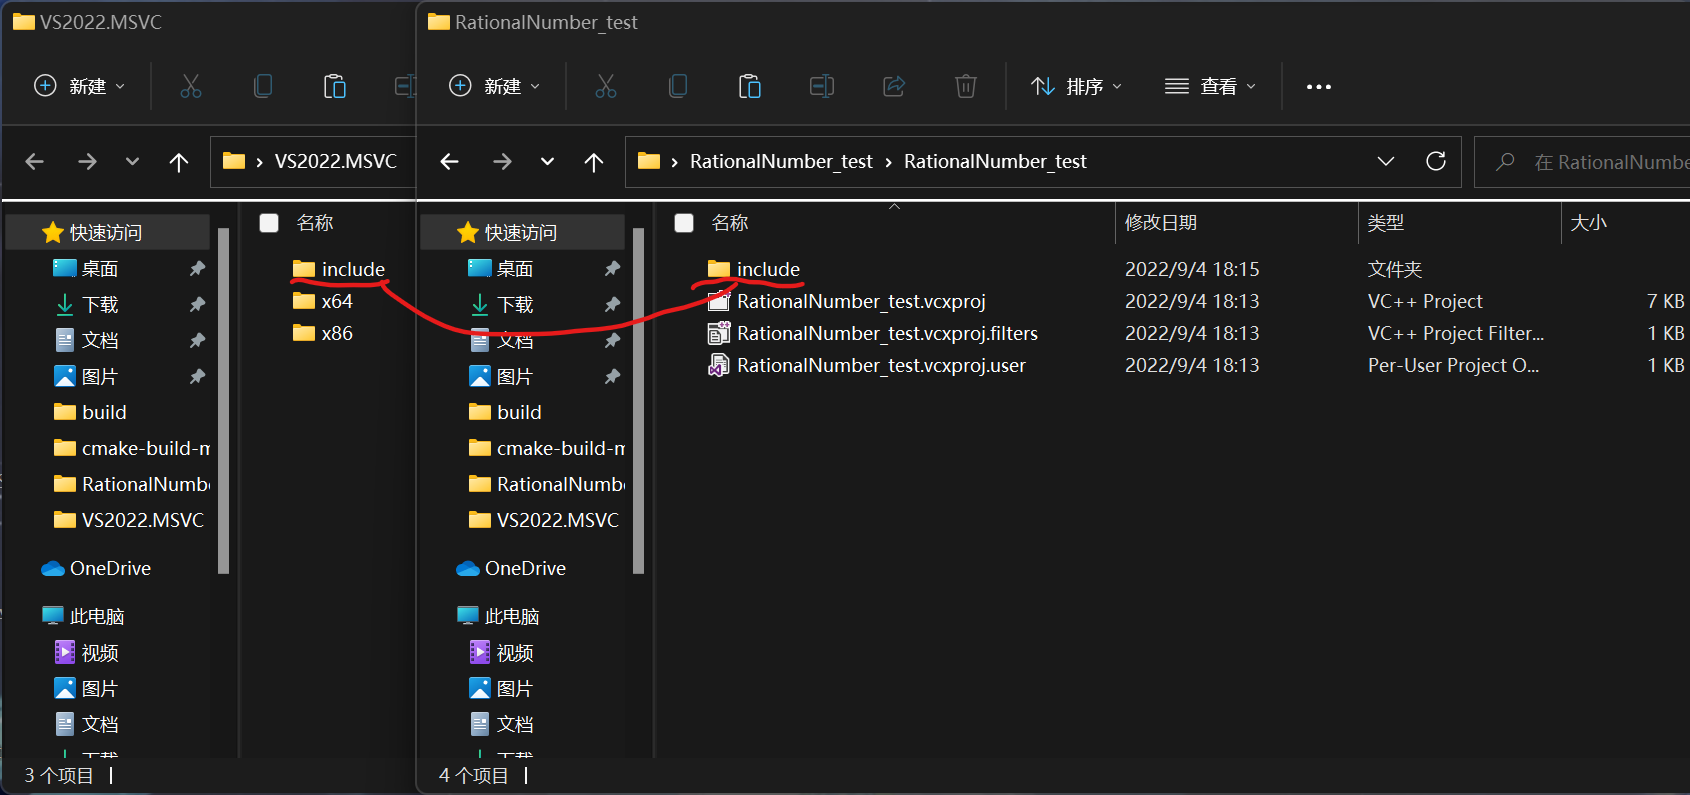 VS2022.MSVC
新建
VS2022.MSVC
快速访问
桌面
下载
文档
图片
build
cmake-build-m
RationalNumbe
VS2022.MSVC
OneDrive
此电脑
视频
图片
文档
下载
名称
include
x64
x86
3 个项目
RationalNumber_test
新建
排序
查看
RationalNumber_test > RationalNumber_test
在 RationalNumbe
快速访问
桌面
下载
文档
图片
build
cmake-build-m
RationalNumbe
VS2022.MSVC
OneDrive
此电脑
视频
图片
文档
下载
名称 修改日期 类型 大小
include 2022/9/4 18:15 文件夹
RationalNumber_test.vcxproj 2022/9/4 18:13 VC++ Project 7 KB
RationalNumber_test.vcxproj.filters 2022/9/4 18:13 VC++ Project Filter... 1 KB
RationalNumber_test.vcxproj.user 2022/9/4 18:13 Per-User Project O... 1 KB
4 个项目